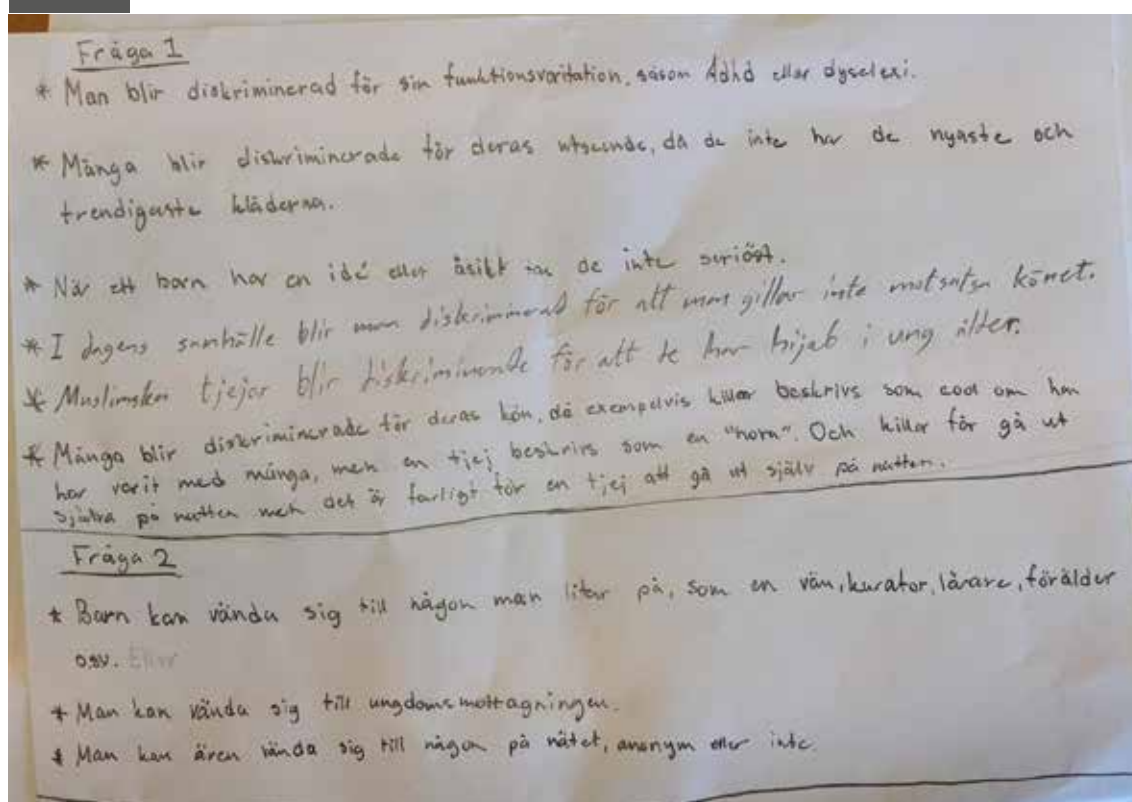 Fråga 1
* Man blir diskriminerad för sin funktionsvaritation, såsom Adhd eller dyselexi.
* Många blir diskriminerade för deras utseende, då de inte har de nyaste och
trendigaste kläderna.
* När ett barn har en idé eller åsikt tas de inte seriöst.
* I dagens samhälle blir man diskriminerad för att man gillar inte motsatsa könet.
* Muslimska tjejor blir diskriminerade för att de har hijab i ung ålder.
* Många blir diskriminerade för deras kön, då exempelvis killar beskrivs som cool om han
har varit med många, men en tjej beskrivs som en "hora". Och killar får gå ut
själva på natten men det är farligt för en tjej att gå ut själv på natten.
Fråga 2
* Barn kan vända sig till någon man litar på, som en vän, kurator, lärare, förälder
osv. Eller
* Man kan vända sig till ungdomsmottagningen.
* Man kan även vända sig till någon på nätet, anonym eller inte.